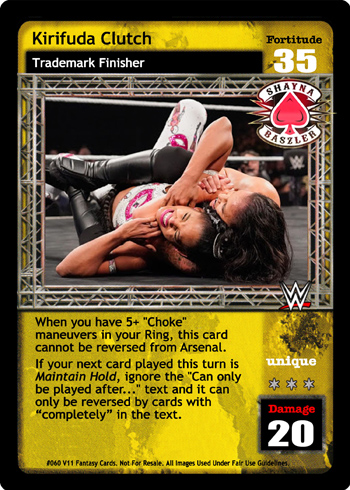 Kirifuda Clutch
Fortitude
35
Trademark Finisher
SHAYNA
BASZLER
W
When you have 5+ "Choke"
maneuvers in your Ring, this card
cannot be reversed from Arsenal.
If your next card played this turn is
Maintain Hold, ignore the "Can only
be played after..." text and it can
only be reversed by cards with
“completely” in the text.
unique
Damage
20
#060 V11 Fantasy Cards. Not For Resale. All Images Used Under Fair Use Guidelines.